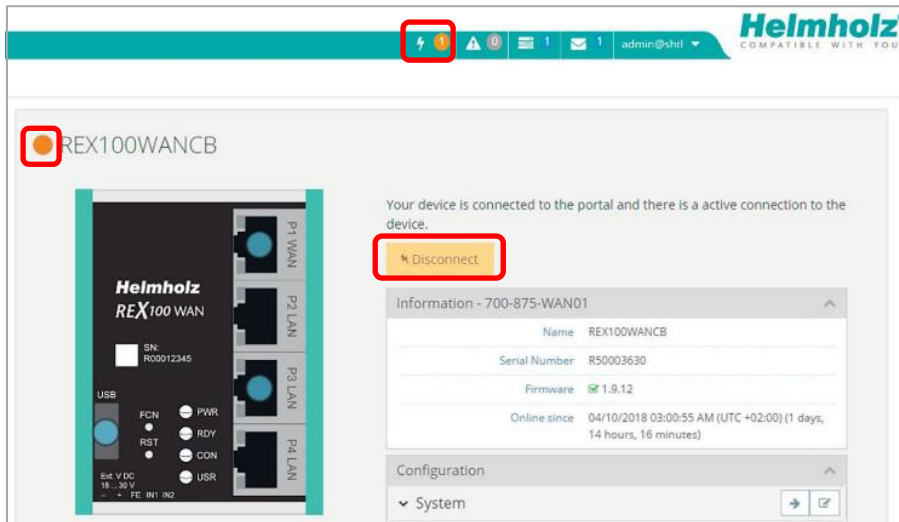 1 0 1 1 admin@shtl
Helmholz
COMPATIBLE WITH YOU
REX100WANCB
Your device is connected to the portal and there is a active connection to the
device.
Disconnect
Information - 700-875-WAN01
Name REX100WANCB
Serial Number R50003630
Firmware 1.9.12
Online since 04/10/2018 03:00:55 AM (UTC +02:00) (1 days,
14 hours, 16 minutes)
Configuration
System
Helmholz
REX100 WAN
SN:
R00012345
USB
FCN
RST
PWR
RDY
CON
USR
Ext. V DC
18 ... 30 V
– + FE IN1 IN2
P1 WAN
P2 LAN
P3 LAN
P4 LAN